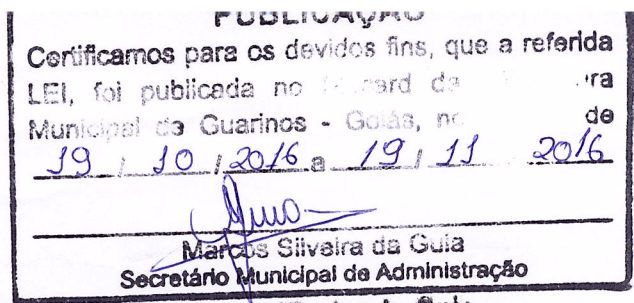 PUBLICAÇÃO
Certificamos para os devidos fins, que a referida
LEI, foi publicada no
Municipal de Guarinos - Goiás, no de
19 / 10 / 2016 a 19 / 11 2016
Marcos Silveira da Guia
Secretário Municipal de Administração